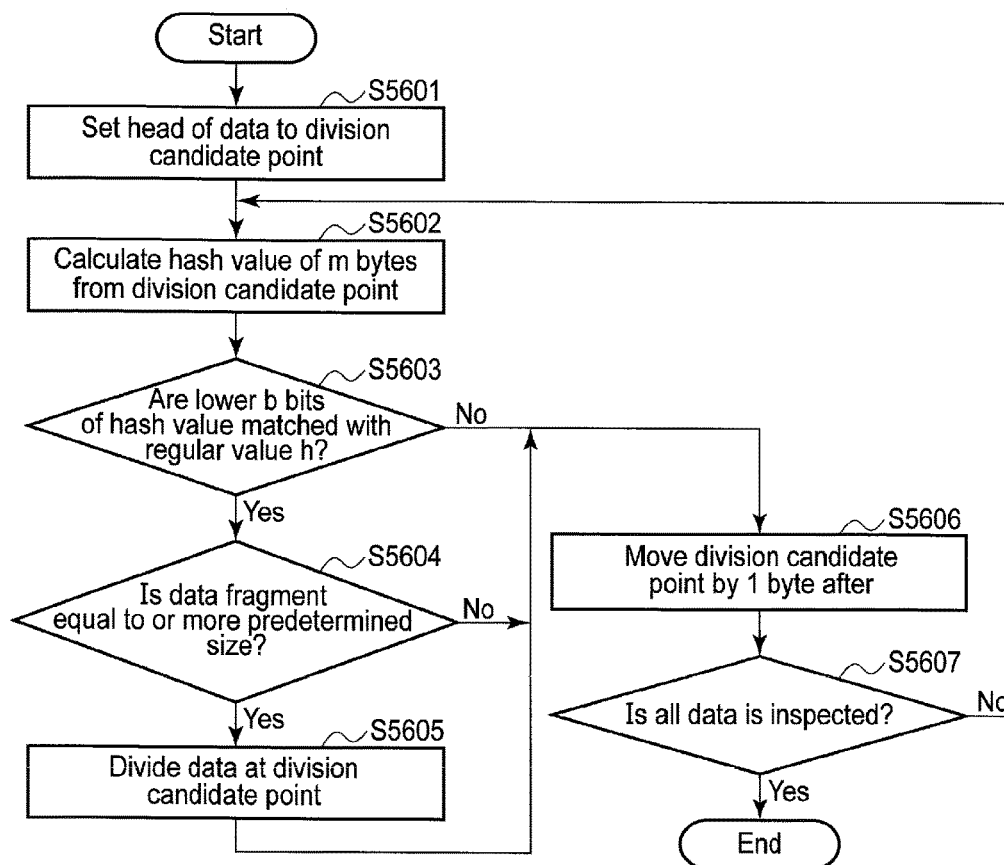 Start
S5601
Set head of data to division
candidate point
S5602
Calculate hash value of m bytes
from division candidate point
S5603
Are lower b bits
of hash value matched with
regular value h?
No
Yes
S5604
Is data fragment
equal to or more predetermined
size?
No
Yes
S5605
Divide data at division
candidate point
S5606
Move division candidate
point by 1 byte after
S5607
Is all data is inspected?
No
Yes
End